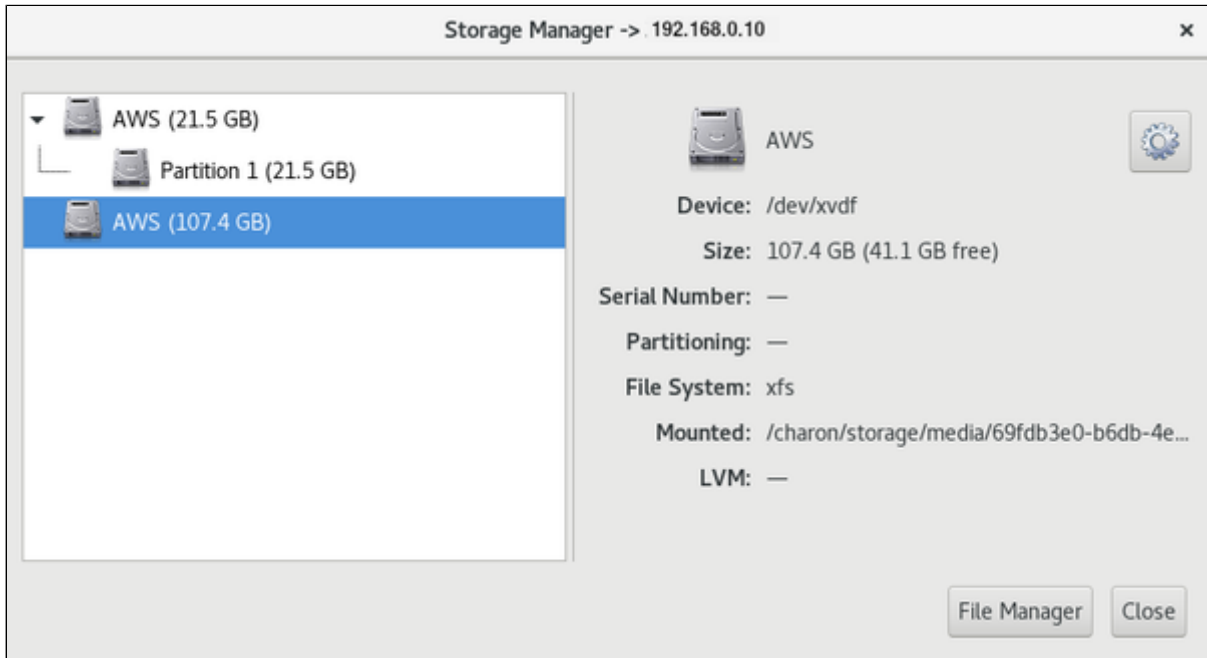 Storage Manager -> 192.168.0.10 ×
AWS (21.5 GB)
Partition 1 (21.5 GB)
AWS (107.4 GB)
AWS
Device: /dev/xvdf
Size: 107.4 GB (41.1 GB free)
Serial Number: —
Partitioning: —
File System: xfs
Mounted: /charon/storage/media/69fdb3e0-b6db-4e...
LVM: —
File Manager Close